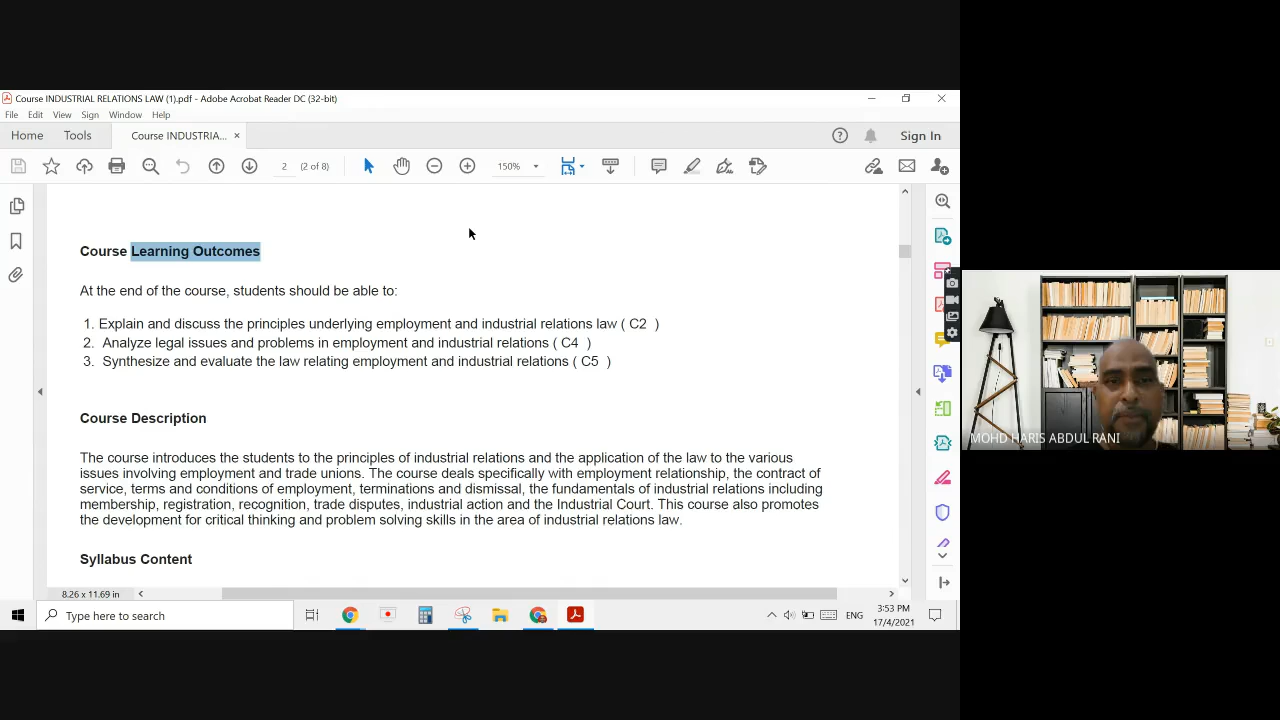 Course INDUSTRIAL RELATIONS LAW (1).pdf - Adobe Acrobat Reader DC (32-bit)
File Edit View Sign Window Help
Home Tools Course INDUSTRIA... × Sign In
2 (2 of 8) 150%
Course Learning Outcomes
At the end of the course, students should be able to:
1. Explain and discuss the principles underlying employment and industrial relations law ( C2 )
2. Analyze legal issues and problems in employment and industrial relations ( C4 )
3. Synthesize and evaluate the law relating employment and industrial relations ( C5 )
Course Description
The course introduces the students to the principles of industrial relations and the application of the law to the various
issues involving employment and trade unions. The course deals specifically with employment relationship, the contract of
service, terms and conditions of employment, terminations and dismissal, the fundamentals of industrial relations including
membership, registration, recognition, trade disputes, industrial action and the Industrial Court. This course also promotes
the development for critical thinking and problem solving skills in the area of industrial relations law.
Syllabus Content
8.26 x 11.69 in
Type here to search
ENG
3:53 PM
17/4/2021
MOHD HARIS ABDUL RANI